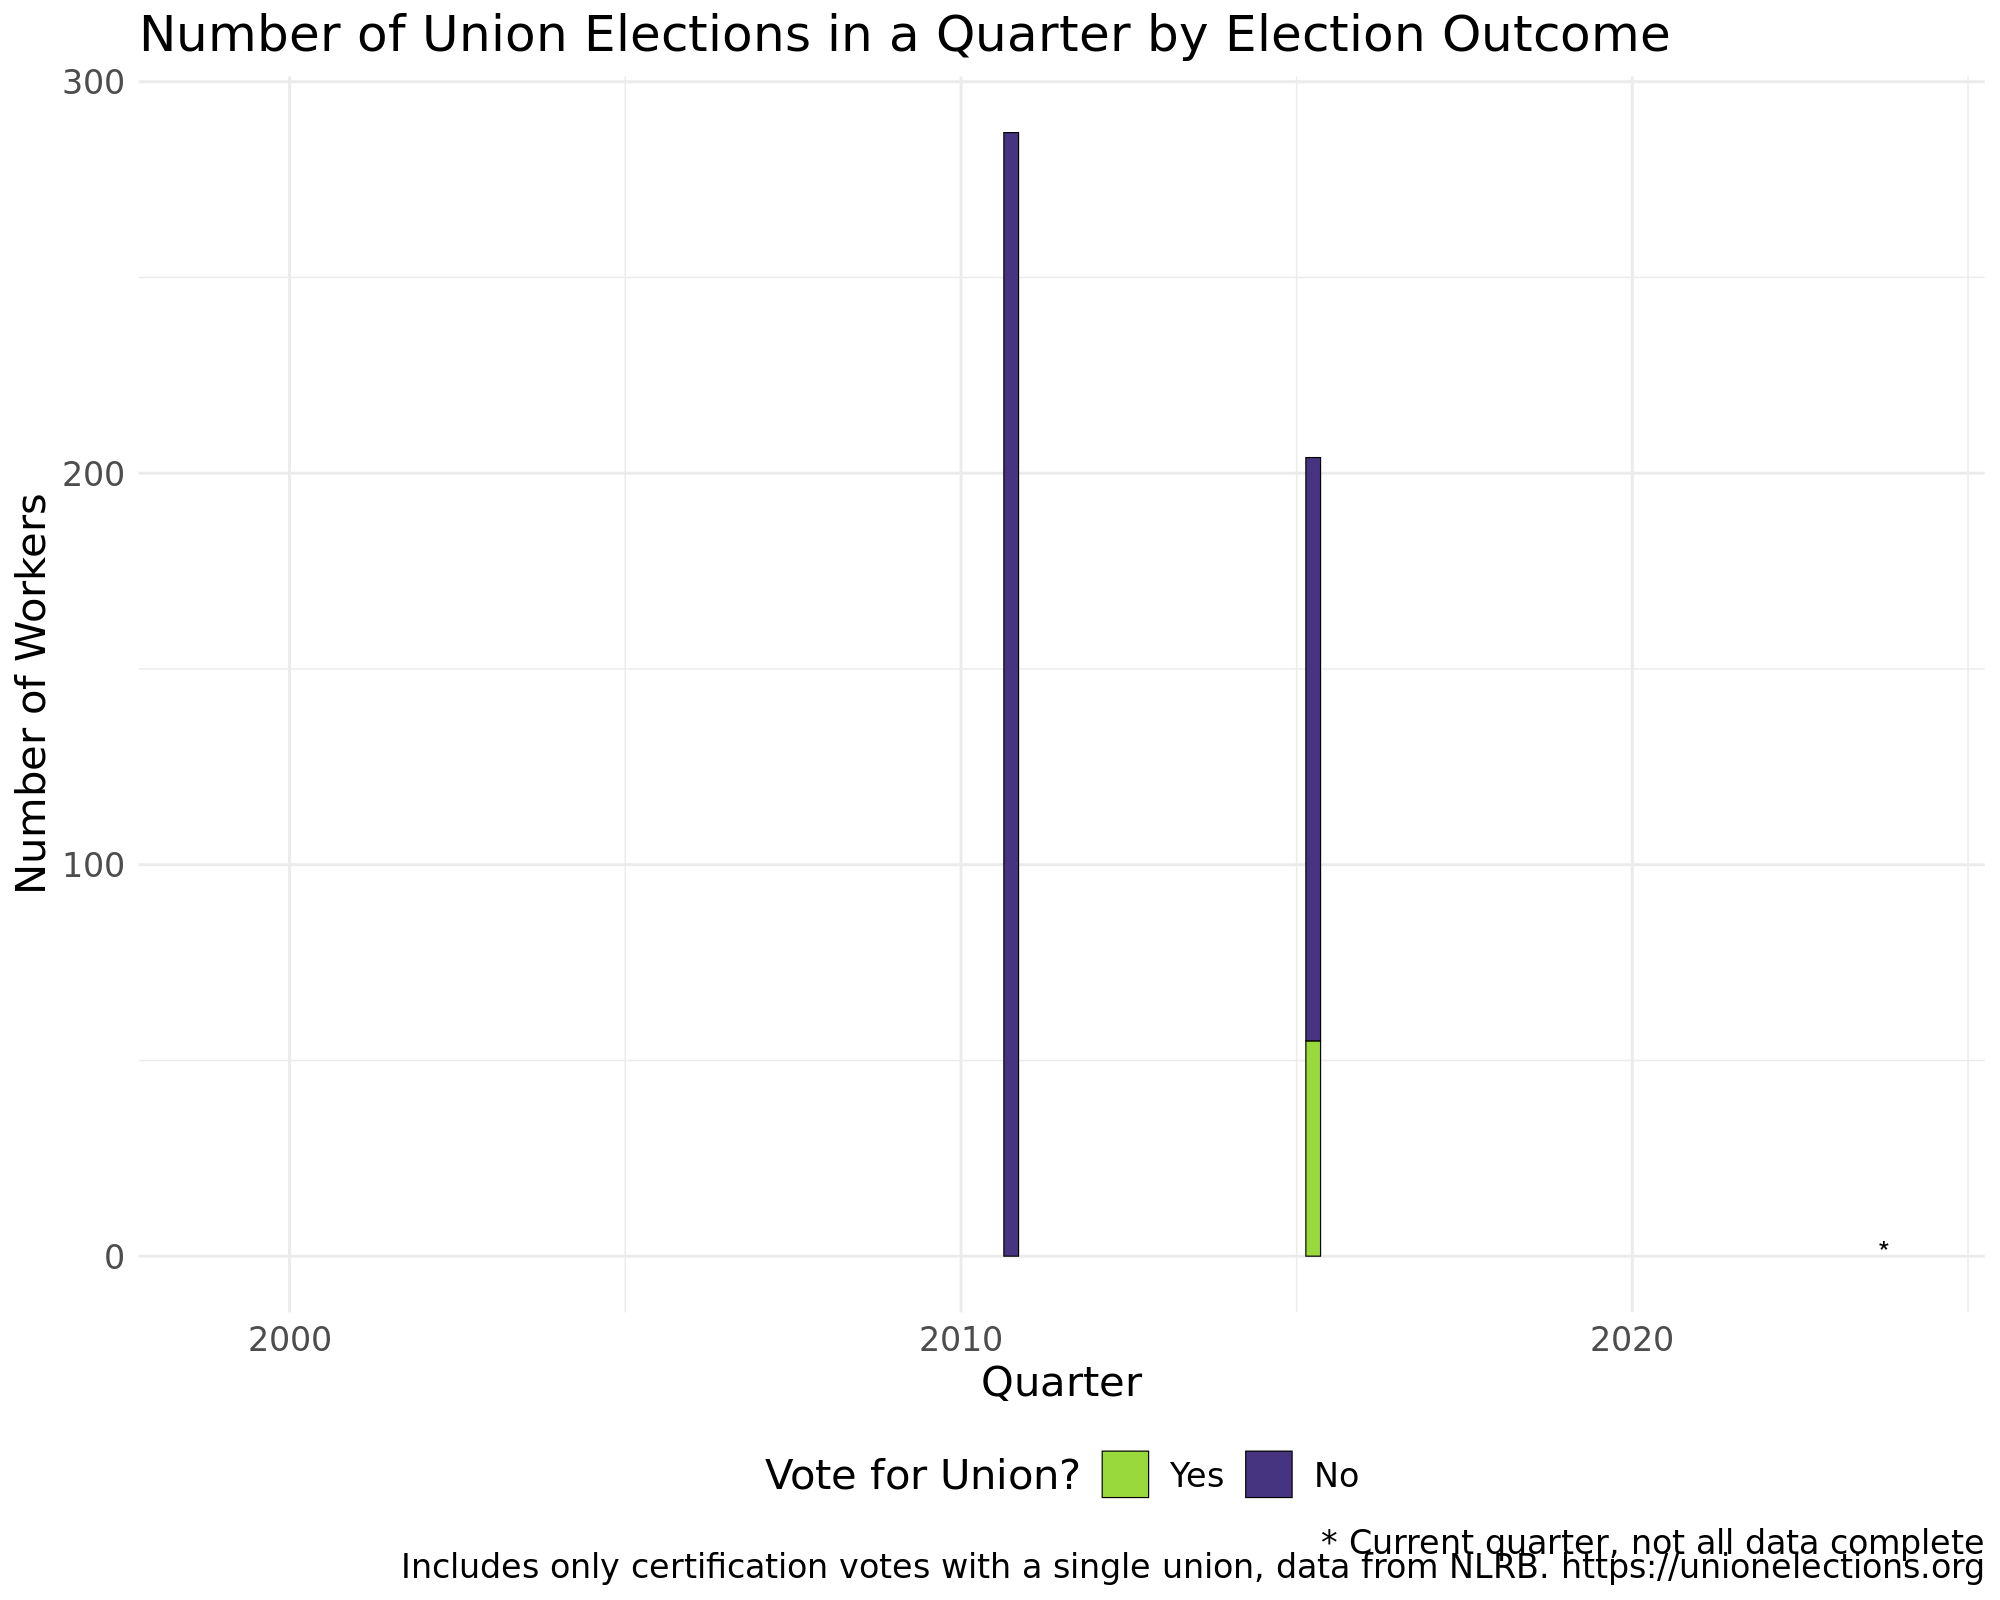 Number of Union Elections in a Quarter by Election Outcome
300
200
100
0
Number of Workers
*
2000 2010 2020
Quarter
Vote for Union? Yes No
* Current quarter, not all data complete
Includes only certification votes with a single union, data from NLRB. https://unionelections.org